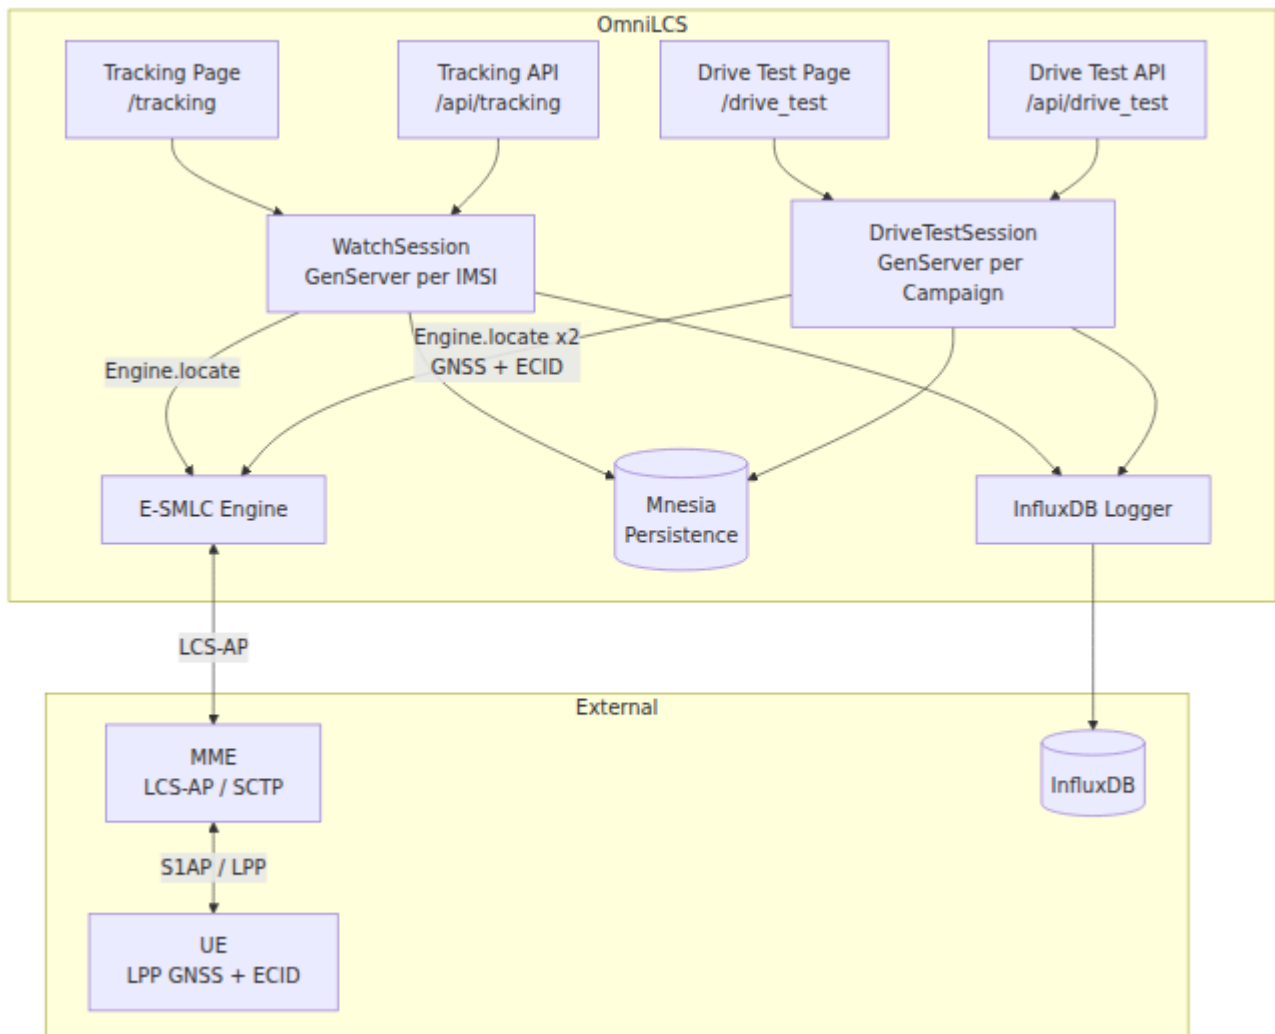 OmniLCS
Tracking Page
/tracking
Tracking API
/api/tracking
Drive Test Page
/drive_test
Drive Test API
/api/drive_test
WatchSession
GenServer per IMSI
DriveTestSession
GenServer per
Campaign
Engine.locate
Engine.locate x2
GNSS + ECID
E-SMLC Engine
Mnesia
Persistence
InfluxDB Logger
LCS-AP
External
MME
LCS-AP / SCTP
InfluxDB
S1AP / LPP
UE
LPP GNSS + ECID